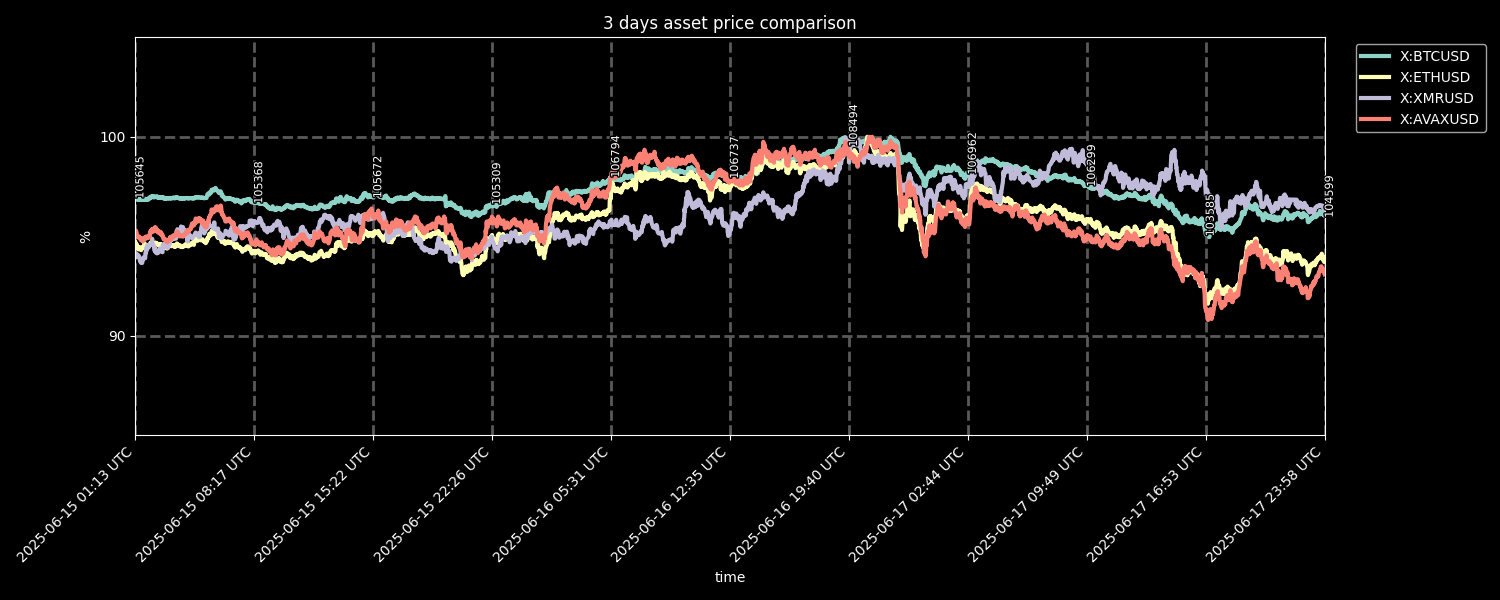 3 days asset price comparison
X:BTCUSD
X:ETHUSD
X:XMRUSD
X:AVAXUSD
100
90
%
105645
105368
105672
105309
106794
106737
108494
106962
106299
103585
104599
2025-06-15 01:13 UTC
2025-06-15 08:17 UTC
2025-06-15 15:22 UTC
2025-06-15 22:26 UTC
2025-06-16 05:31 UTC
2025-06-16 12:35 UTC
2025-06-16 19:40 UTC
2025-06-17 02:44 UTC
2025-06-17 09:49 UTC
2025-06-17 16:53 UTC
2025-06-17 23:58 UTC
time